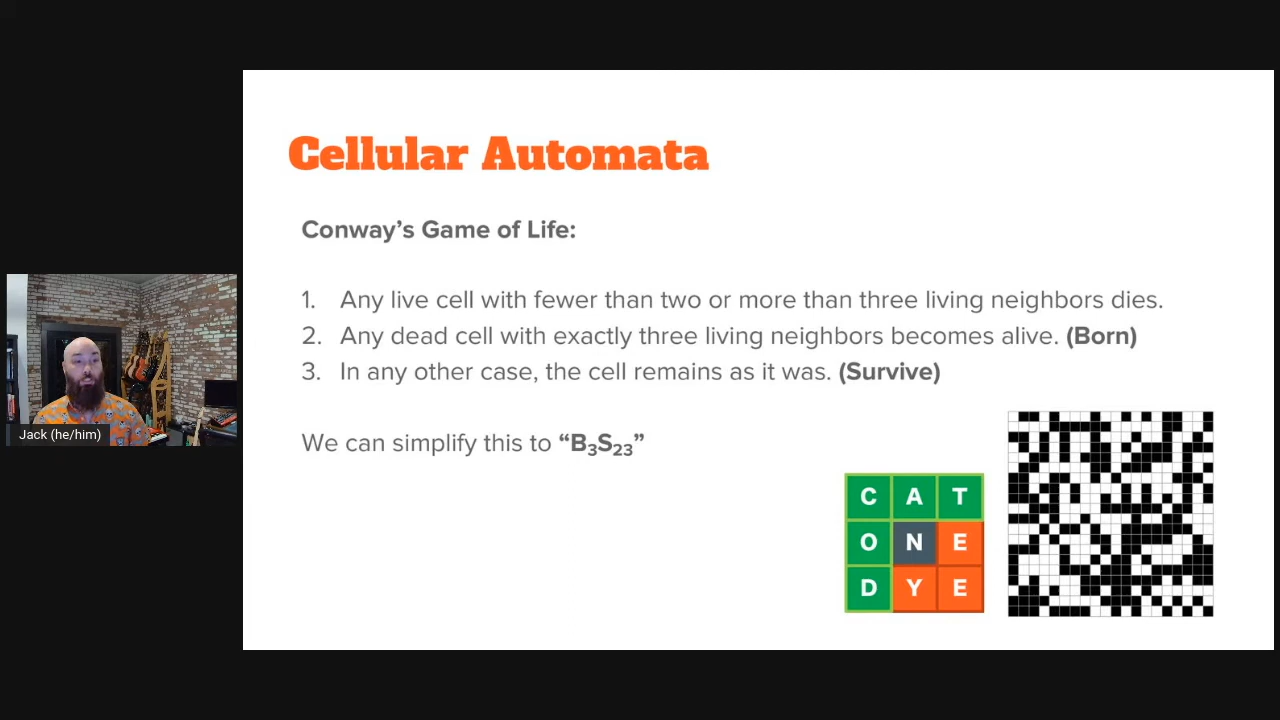 Cellular Automata
Conway’s Game of Life:
1. Any live cell with fewer than two or more than three living neighbors dies.
2. Any dead cell with exactly three living neighbors becomes alive. (Born)
3. In any other case, the cell remains as it was. (Survive)
We can simplify this to “B₃S₂₃”
C A T
O N E
D Y E
Jack (he/him)